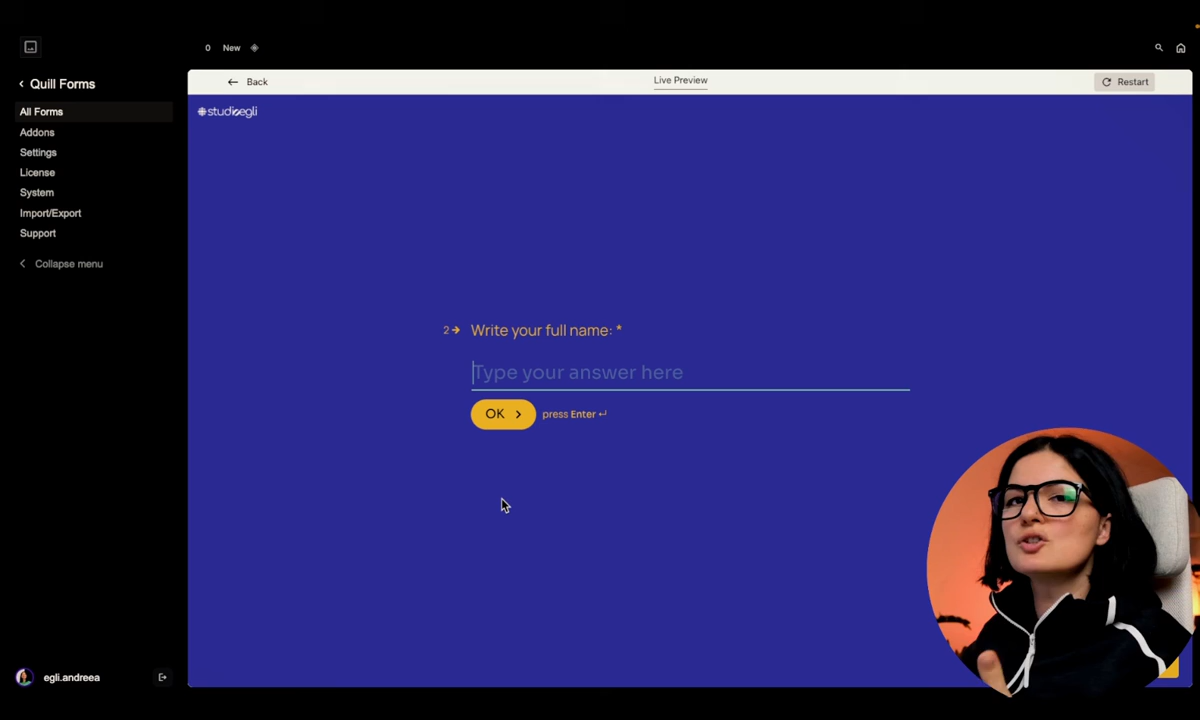 0 New
Quill Forms
All Forms
Addons
Settings
License
System
Import/Export
Support
Collapse menu
egli.andreea
← Back
Live Preview
Restart
studioegli
2→ Write your full name: *
Type your answer here
OK >
press Enter ↵